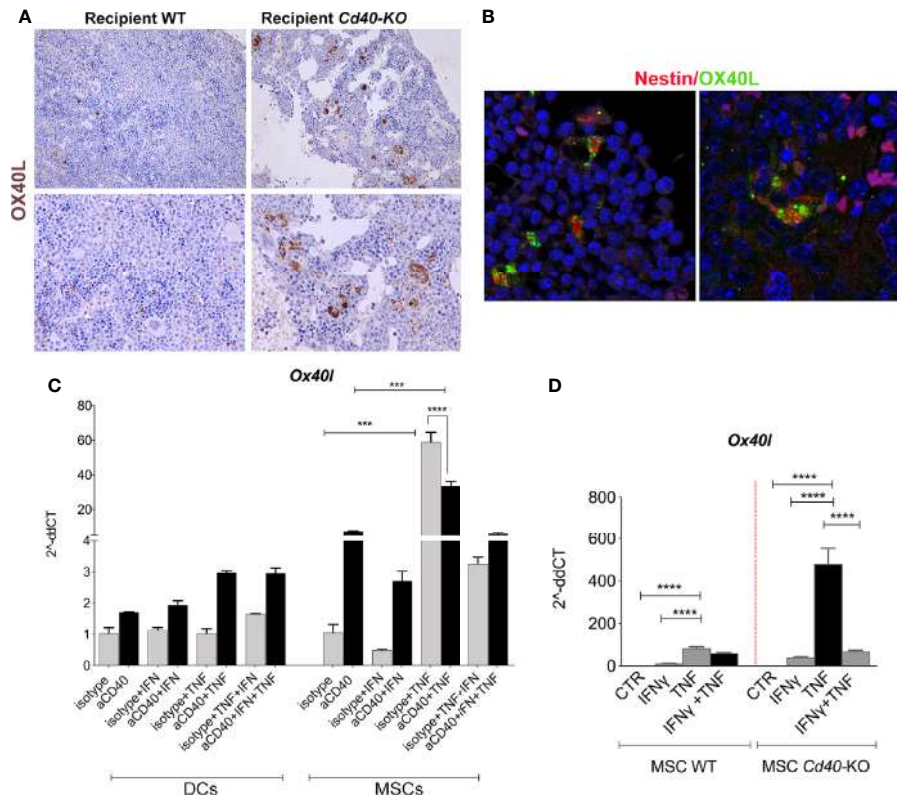 A
Recipient WT
Recipient Cd40-KO
OX40L
B
Nestin/OX40L
C
Ox40l
***
***
****
2^-ddCT
80
60
40
20
4
3
2
1
0
isotype
aCD40
isotype+IFN
aCD40+IFN
isotype+TNF
aCD40+TNF
isotype+TNF+IFN
aCD40+IFN+TNF
isotype
aCD40
isotype+IFN
aCD40+IFN
isotype+TNF
aCD40+TNF
isotype+TNF+IFN
aCD40+IFN+TNF
DCs
MSCs
D
Ox40l
****
****
****
****
****
2^-ddCT
800
600
400
200
0
CTR
IFNγ
TNF
IFNγ+TNF
CTR
IFNγ
TNF
IFNγ+TNF
MSC WT
MSC Cd40-KO